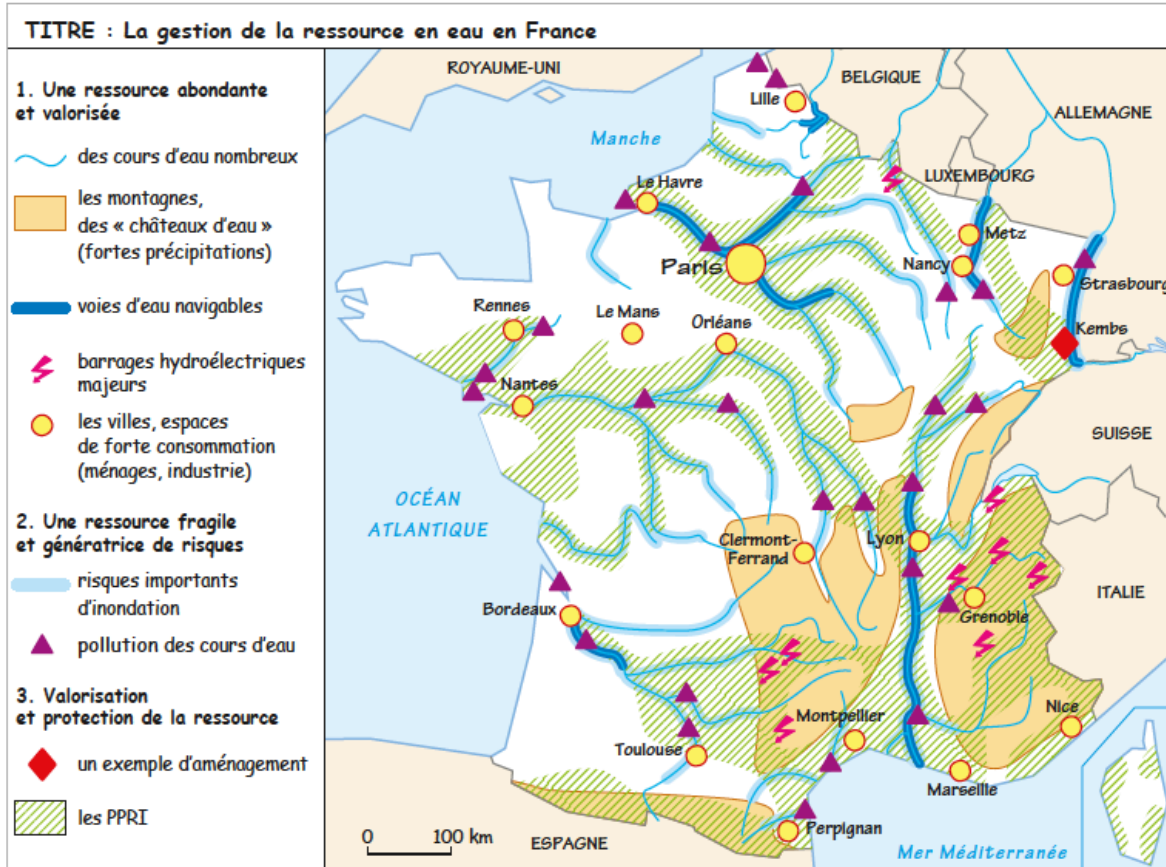 TITRE : La gestion de la ressource en eau en France
1. Une ressource abondante
et valorisée
des cours d'eau nombreux
les montagnes,
des « châteaux d'eau »
(fortes précipitations)
voies d'eau navigables
barrages hydroélectriques
majeurs
les villes, espaces
de forte consommation
(ménages, industrie)
2. Une ressource fragile
et génératrice de risques
risques importants
d'inondation
pollution des cours d'eau
3. Valorisation
et protection de la ressource
un exemple d'aménagement
les PPRI
ROYAUME-UNI
BELGIQUE
ALLEMAGNE
Lille
Manche
LUXEMBOURG
Le Havre
Metz
Paris
Nancy
Strasbourg
Rennes
Le Mans
Orléans
Kembs
Nantes
SUISSE
OCÉAN
ATLANTIQUE
Clermont-
Ferrand
Lyon
ITALIE
Bordeaux
Grenoble
Montpellier
Nice
Toulouse
Marseille
0 100 km
ESPAGNE
Perpignan
Mer Méditerranée